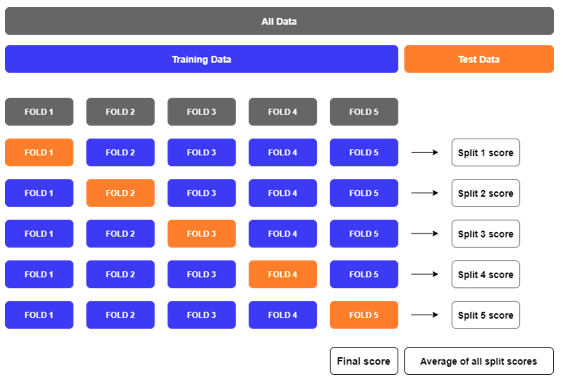 All Data
Training Data Test Data
FOLD 1 FOLD 2 FOLD 3 FOLD 4 FOLD 5
FOLD 1 FOLD 2 FOLD 3 FOLD 4 FOLD 5 Split 1 score
FOLD 1 FOLD 2 FOLD 3 FOLD 4 FOLD 5 Split 2 score
FOLD 1 FOLD 2 FOLD 3 FOLD 4 FOLD 5 Split 3 score
FOLD 1 FOLD 2 FOLD 3 FOLD 4 FOLD 5 Split 4 score
FOLD 1 FOLD 2 FOLD 3 FOLD 4 FOLD 5 Split 5 score
Final score Average of all split scores